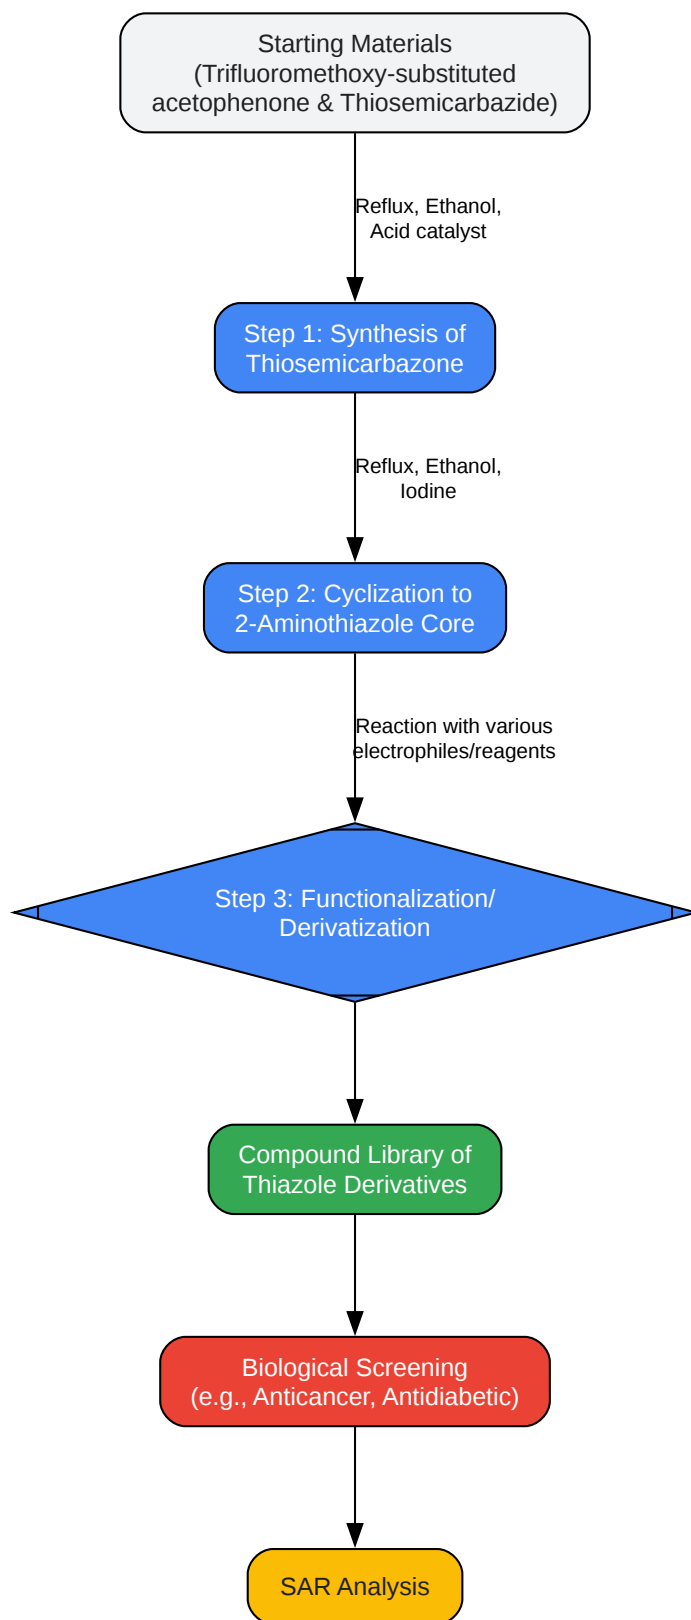 Starting Materials
(Trifluoromethoxy-substituted
acetophenone & Thiosemicarbazide)
Reflux, Ethanol,
Acid catalyst
Step 1: Synthesis of
Thiosemicarbazone
Reflux, Ethanol,
Iodine
Step 2: Cyclization to
2-Aminothiazole Core
Reaction with various
electrophiles/reagents
Step 3: Functionalization/
Derivatization
Compound Library of
Thiazole Derivatives
Biological Screening
(e.g., Anticancer, Antidiabetic)
SAR Analysis